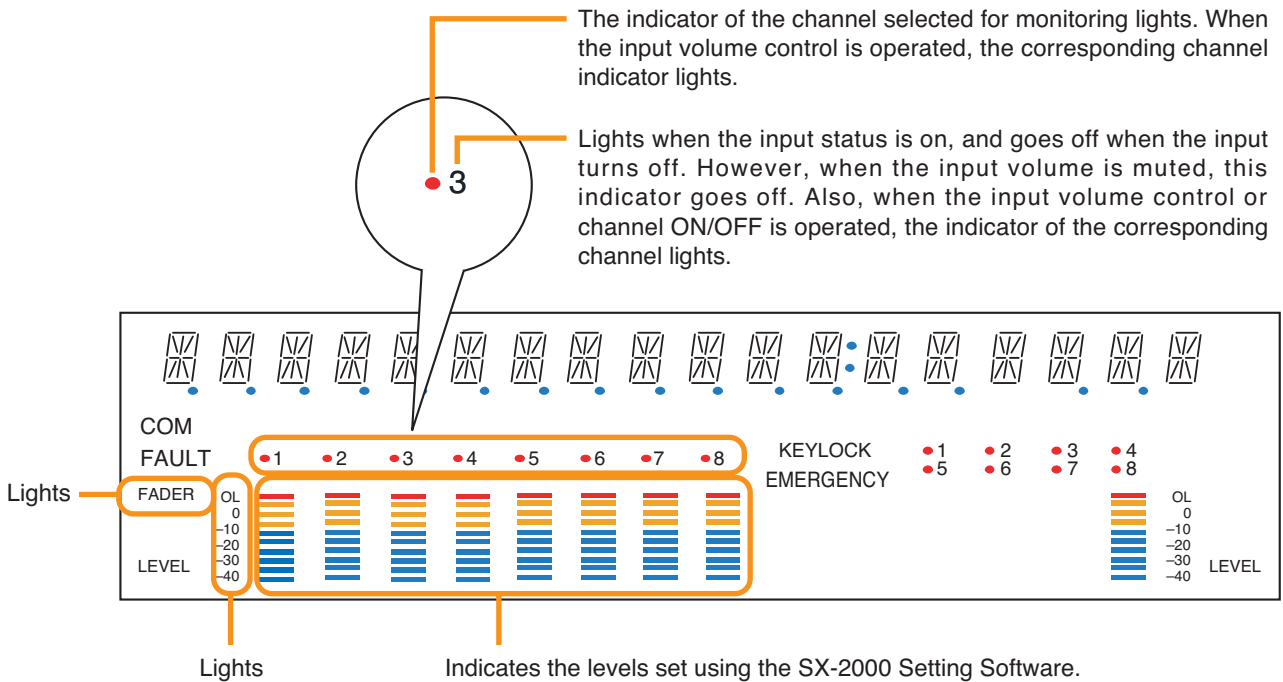 The indicator of the channel selected for monitoring lights. When
the input volume control is operated, the corresponding channel
indicator lights.
Lights when the input status is on, and goes off when the input
turns off. However, when the input volume is muted, this
indicator goes off. Also, when the input volume control or
channel ON/OFF is operated, the indicator of the corresponding
channel lights.
3
COM
FAULT
1 2 3 4 5 6 7 8
KEYLOCK
EMERGENCY
1 2 3 4
5 6 7 8
Lights
FADER
LEVEL
OL
0
–10
–20
–30
–40
OL
0
–10
–20
–30
–40
LEVEL
Lights
Indicates the levels set using the SX-2000 Setting Software.